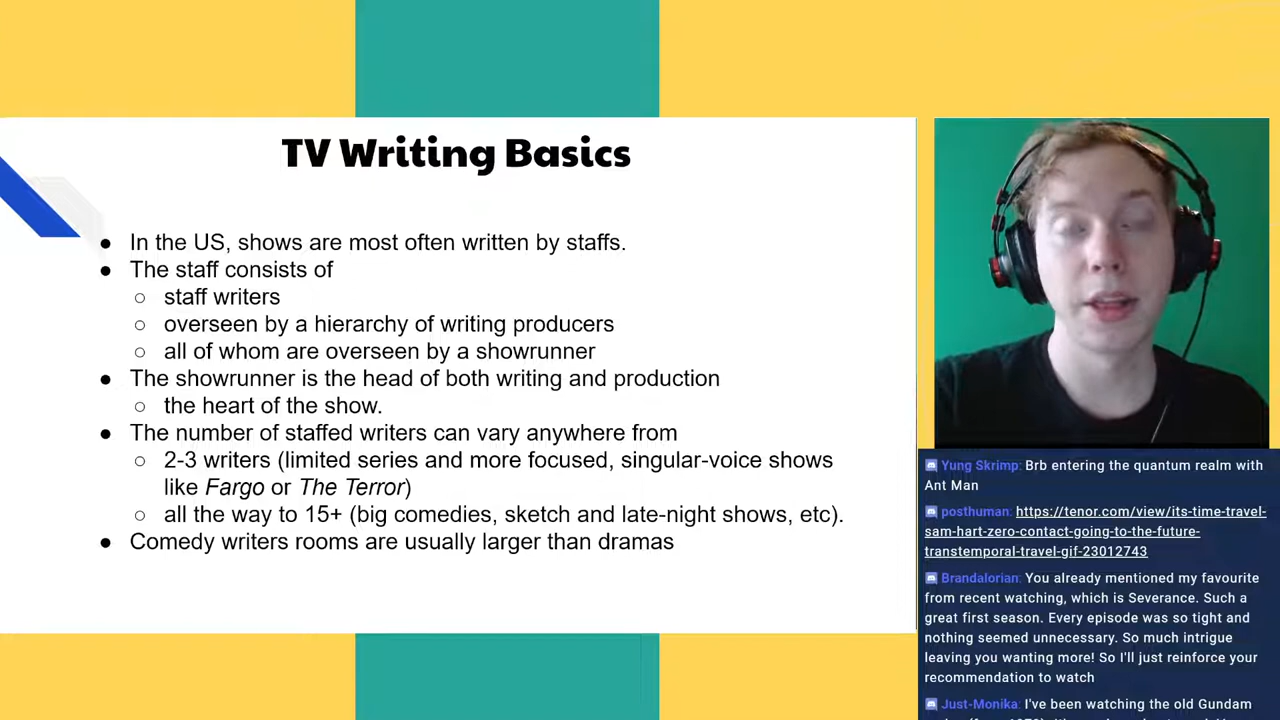 TV Writing Basics
● In the US, shows are most often written by staffs.
● The staff consists of
○ staff writers
○ overseen by a hierarchy of writing producers
○ all of whom are overseen by a showrunner
● The showrunner is the head of both writing and production
○ the heart of the show.
● The number of staffed writers can vary anywhere from
○ 2-3 writers (limited series and more focused, singular-voice shows
like Fargo or The Terror)
○ all the way to 15+ (big comedies, sketch and late-night shows, etc).
● Comedy writers rooms are usually larger than dramas
Yung Skrimp: Brb entering the quantum realm with
Ant Man
posthuman: https://tenor.com/view/its-time-travel-
sam-hart-zero-contact-going-to-the-future-
transtemporal-travel-gif-23012743
Brandalorian: You already mentioned my favourite
from recent watching, which is Severance. Such a
great first season. Every episode was so tight and
nothing seemed unnecessary. So much intrigue
leaving you wanting more! So I'll just reinforce your
recommendation to watch
Just-Monika: I've been watching the old Gundam